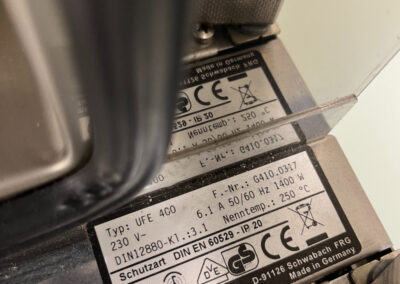 Typ: UFE 400 F.-Nr.: G410.0317
230 V~ 6.1 A 50/60 Hz 1400 W
DIN12880-Kl.:3.1 Nenntemp.: 250 °C
Schutzart DIN EN 60529 - IP 20
D-91126 Schwabach FRG
Made in Germany